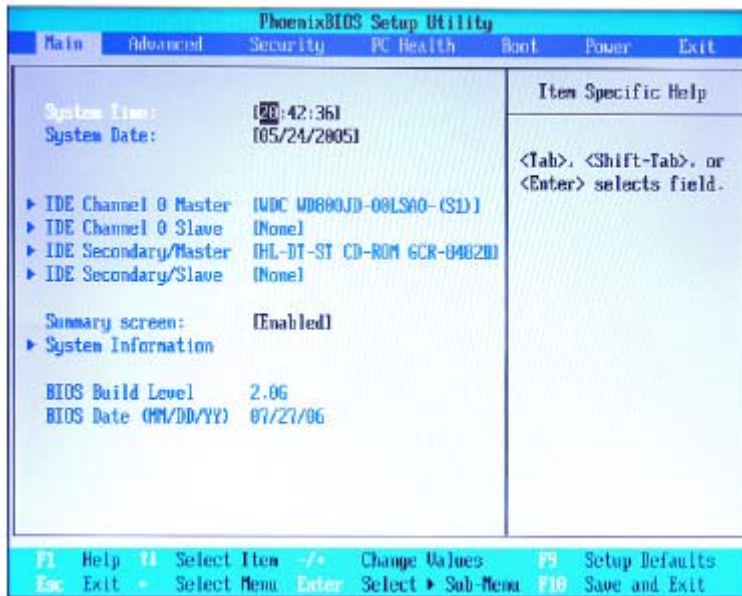 PhoenixBIOS Setup Utility
Main Advanced Security PC Health Boot Power Exit
Item Specific Help
System Time: [20:42:36]
System Date: [05/24/2005]
<Tab>, <Shift-Tab>, or
<Enter> selects field.
▶ IDE Channel 0 Master [WDC WD800JD-00LSA0-(S1)]
▶ IDE Channel 0 Slave [None]
▶ IDE Secondary/Master [HL-DT-ST CD-ROM GCR-8482B]
▶ IDE Secondary/Slave [None]
Summary screen: [Enabled]
▶ System Information
BIOS Build Level 2.06
BIOS Date (MM/DD/YY) 07/27/06
F1 Help ↑↓ Select Item -/+ Change Values F9 Setup Defaults
Esc Exit Select Menu Enter Select ▶ Sub-Menu F10 Save and Exit